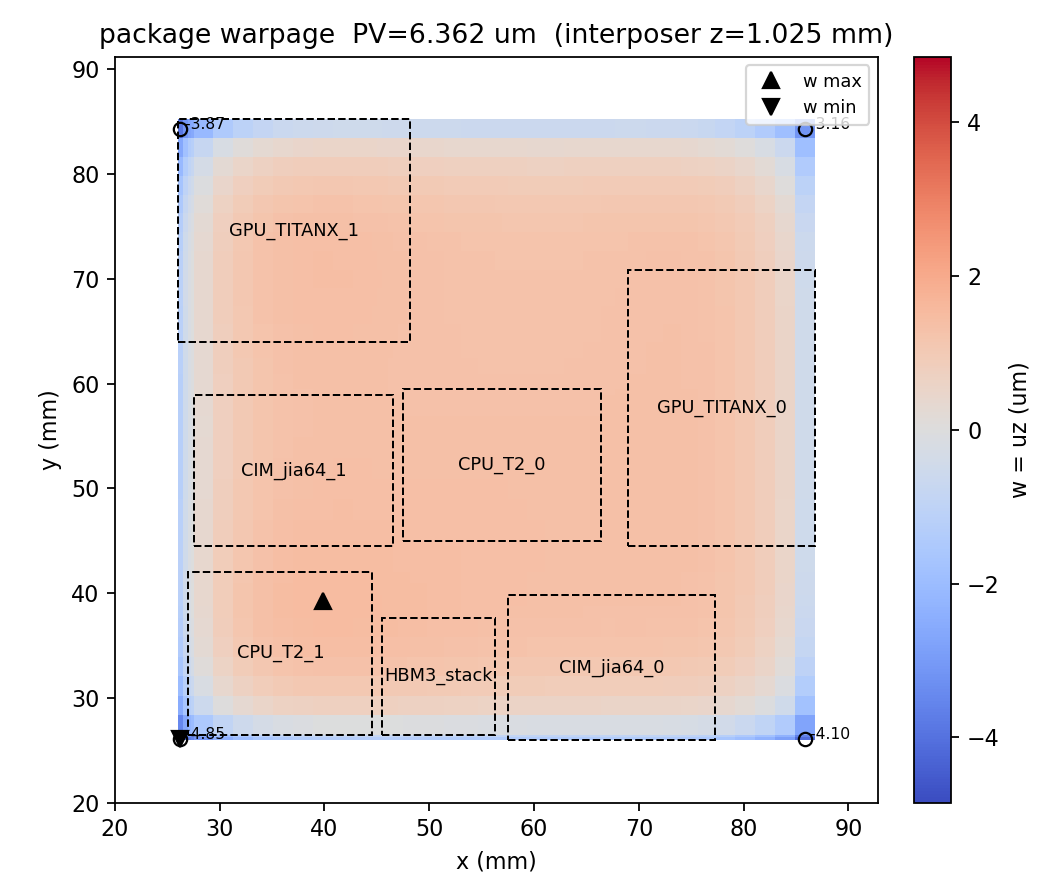 package warpage  PV=6.362 um  (interposer z=1.025 mm)
w max
w min
-3.87
-3.16
GPU_TITANX_1
GPU_TITANX_0
CIM_jia64_1
CPU_T2_0
CPU_T2_1
HBM3_stack
CIM_jia64_0
-4.85
-4.10
90
80
70
60
50
40
30
20
y (mm)
20 30 40 50 60 70 80 90
x (mm)
4
2
0
−2
−4
w = uz (um)